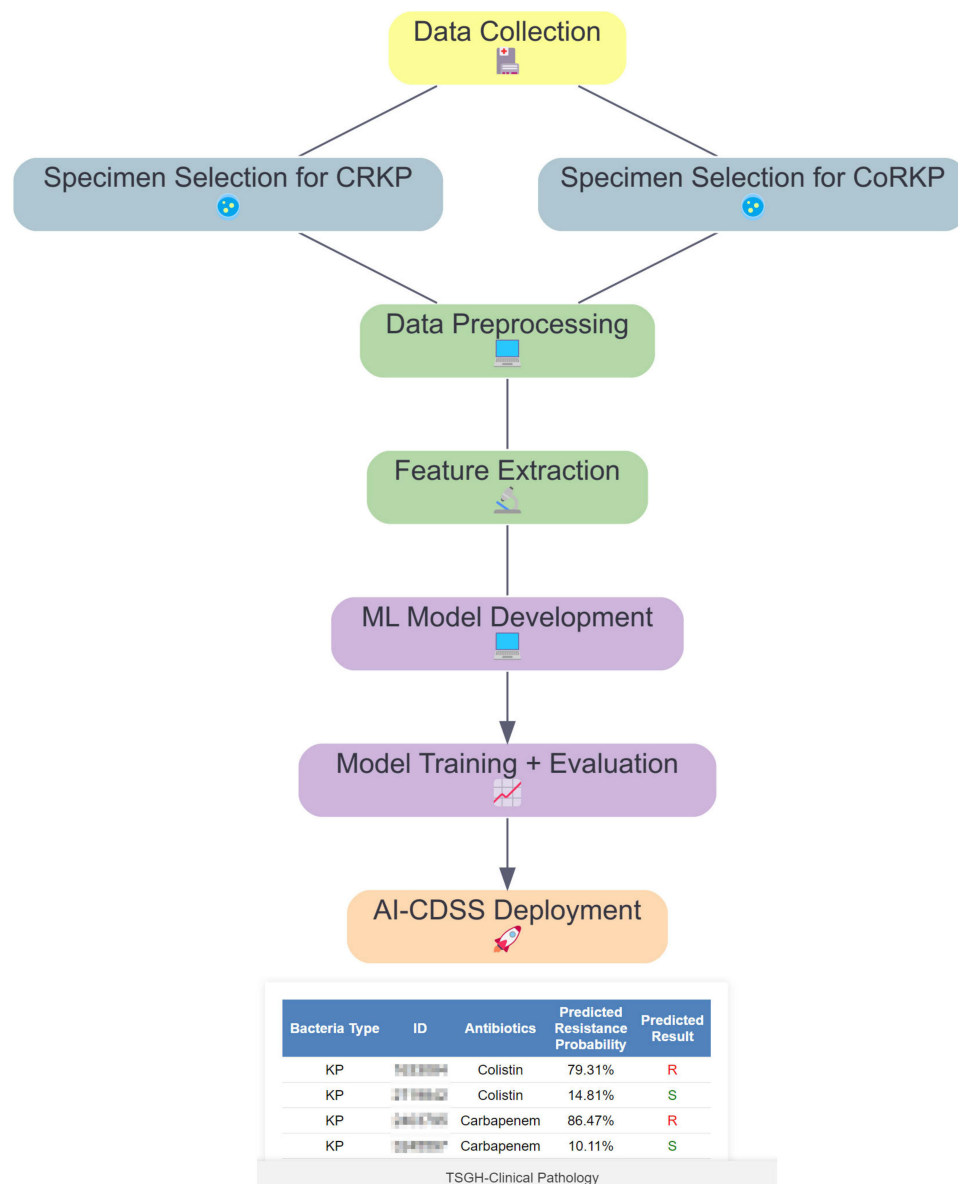 Data Collection
Specimen Selection for CRKP
Specimen Selection for CoRKP
Data Preprocessing
Feature Extraction
ML Model Development
Model Training + Evaluation
AI-CDSS Deployment
Bacteria Type ID Antibiotics Predicted Resistance Probability Predicted Result
KP Colistin 79.31% R
KP Colistin 14.81% S
KP Carbapenem 86.47% R
KP Carbapenem 10.11% S
TSGH-Clinical Pathology